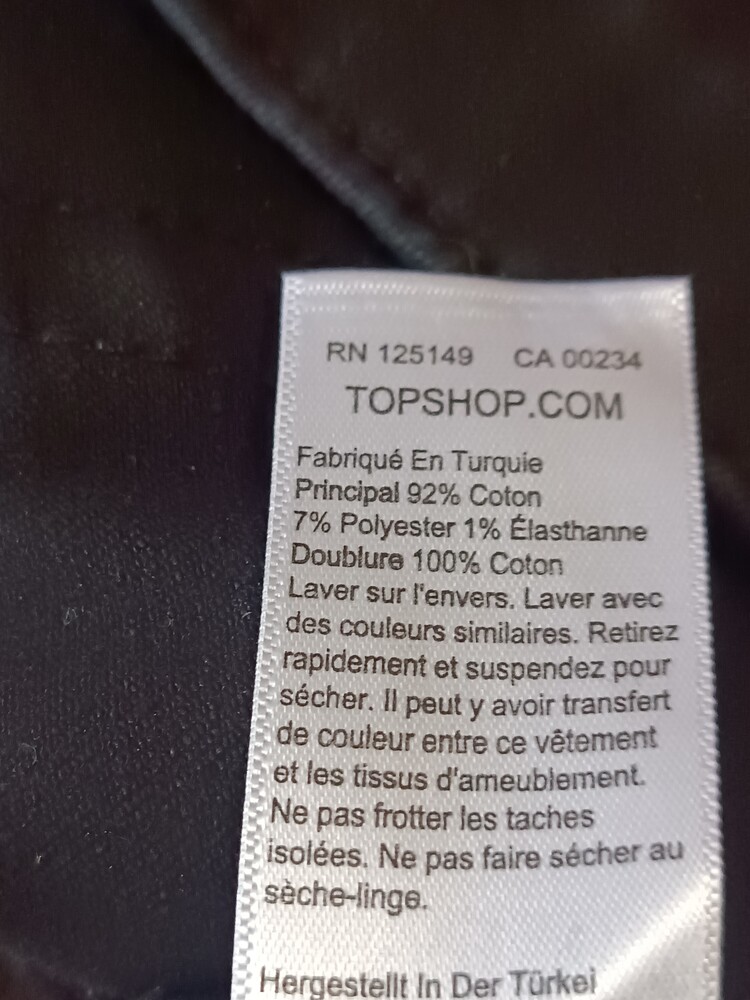 RN 125149 CA 00234
TOPSHOP.COM
Fabriqué En Turquie
Principal 92% Coton
7% Polyester 1% Élasthanne
Doublure 100% Coton
Laver sur l'envers. Laver avec
des couleurs similaires. Retirez
rapidement et suspendez pour
sécher. Il peut y avoir transfert
de couleur entre ce vêtement
et les tissus d'ameublement.
Ne pas frotter les taches
isolées. Ne pas faire sécher au
sèche-linge.
Hergestellt In Der Türkei